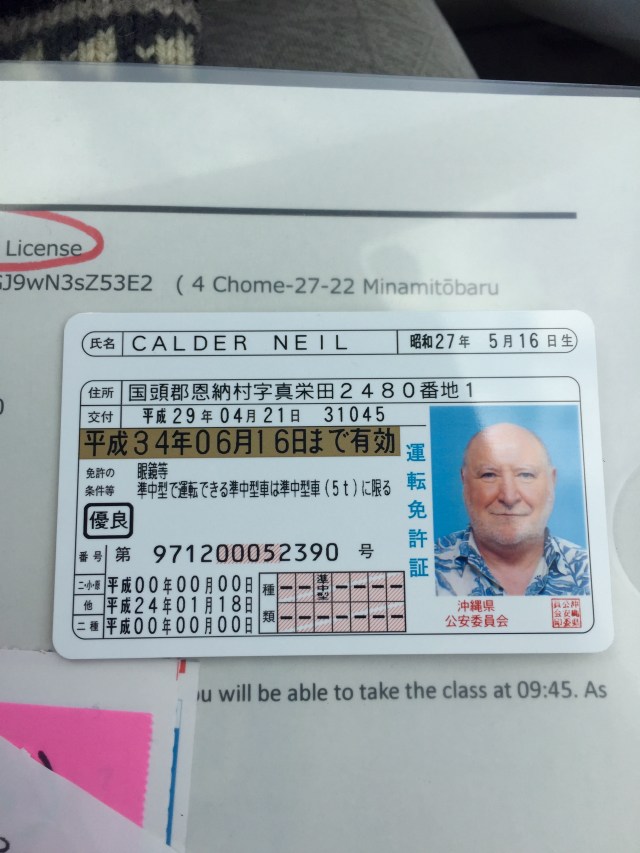 License
J9wN3sZ53E2 ( 4 Chome-27-22 Minamitōbaru
氏名 CALDER NEIL 昭和27年 5月16日生
住所 国頭郡恩納村字真栄田2480番地1
交付 平成29年04月21日 31045
平成34年06月16日まで有効
免許の条件等 眼鏡等
準中型で運転できる準中型車は準中型車(5t)に限る
優良
番号 第 971200052390 号
二・小・原 平成00年00月00日
他 平成24年01月18日
二種 平成00年00月00日
種類 準中型
運転免許証
沖縄県
公安委員会
u will be able to take the class at 09:45. As